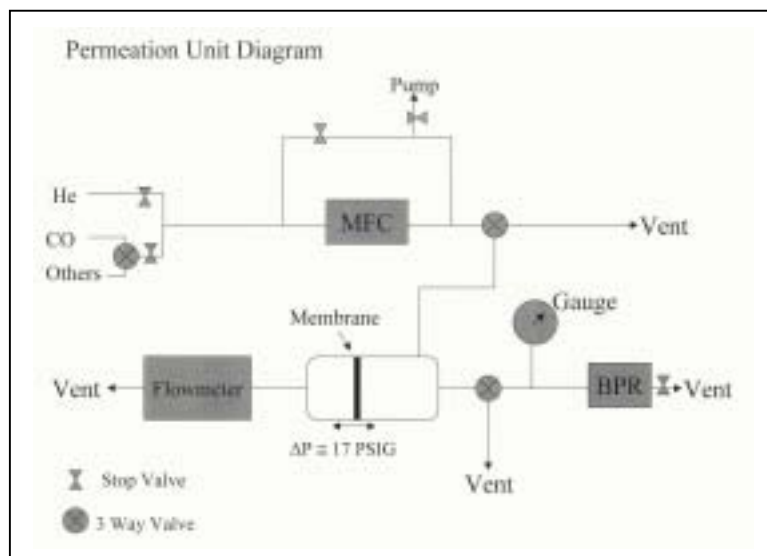 Permeation Unit Diagram
Pump
He
MFC
Vent
CO
Others
Gauge
Membrane
Vent
Flowmeter
BPR
Vent
ΔP ≅ 17 PSIG
Vent
Stop Valve
3 Way Valve